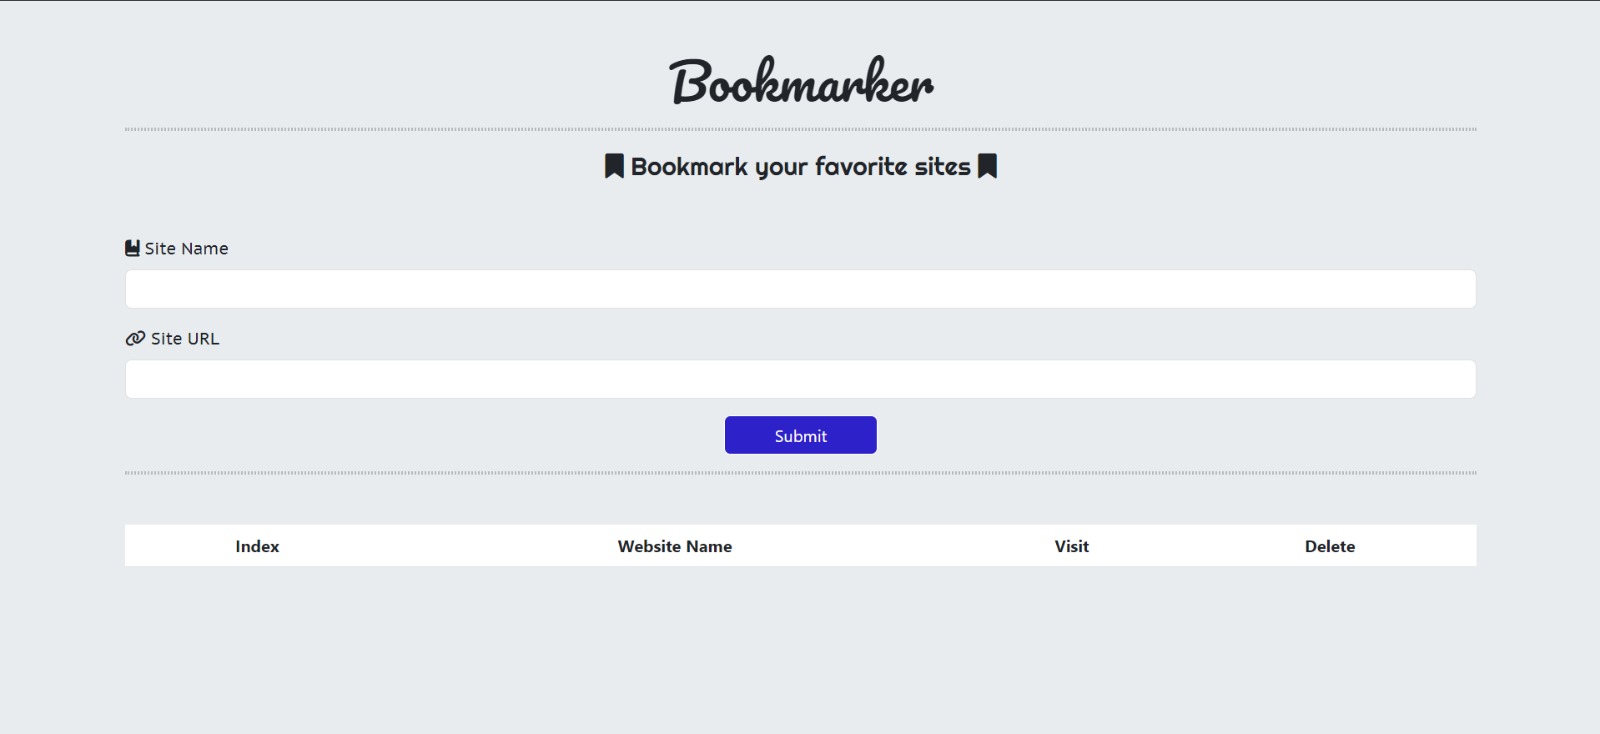 Bookmarker
Bookmark your favorite sites
Site Name
Site URL
Submit
Index Website Name Visit Delete